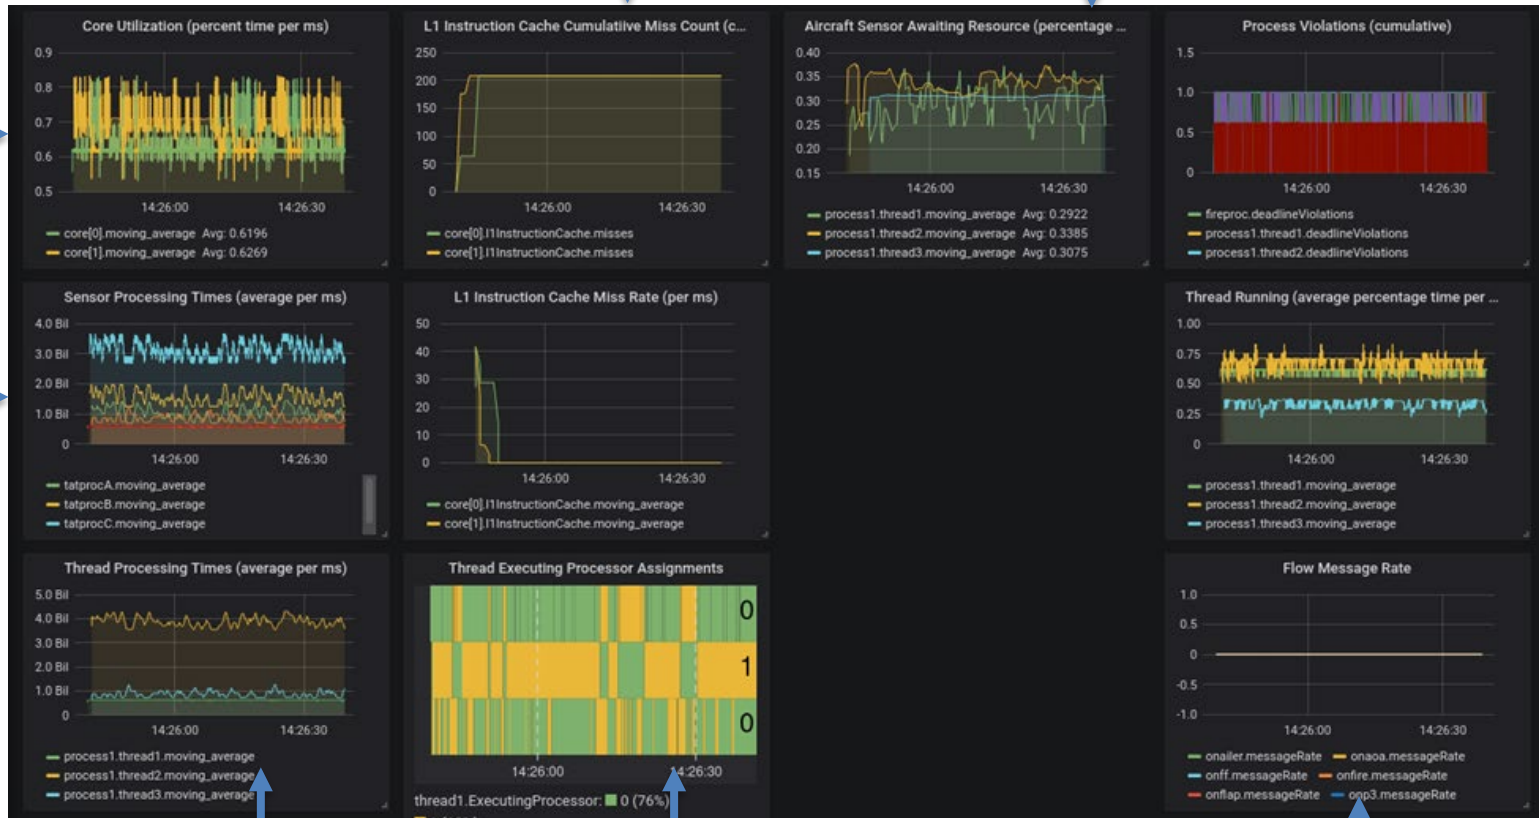 Core Utilization (percent time per ms)
0.9
0.8
0.7
0.6
0.5
14:26:00 14:26:30
core[0].moving_average Avg: 0.6196
core[1].moving_average Avg: 0.6269
L1 Instruction Cache Cumulatiive Miss Count (c...
250
200
150
100
50
0
14:26:00 14:26:30
core[0].l1InstructionCache.misses
core[1].l1InstructionCache.misses
Aircraft Sensor Awaiting Resource (percentage ...
0.40
0.35
0.30
0.25
0.20
0.15
14:26:00 14:26:30
process1.thread1.moving_average Avg: 0.2922
process1.thread2.moving_average Avg: 0.3385
process1.thread3.moving_average Avg: 0.3075
Process Violations (cumulative)
1.5
1.0
0.5
0
14:26:00 14:26:30
fireproc.deadlineViolations
process1.thread1.deadlineViolations
process1.thread2.deadlineViolations
Sensor Processing Times (average per ms)
4.0 Bil
3.0 Bil
2.0 Bil
1.0 Bil
0
14:26:00 14:26:30
tatprocA.moving_average
tatprocB.moving_average
tatprocC.moving_average
L1 Instruction Cache Miss Rate (per ms)
50
40
30
20
10
0
14:26:00 14:26:30
core[0].l1InstructionCache.moving_average
core[1].l1InstructionCache.moving_average
Thread Running (average percentage time per ...
1.00
0.75
0.50
0.25
0
14:26:00 14:26:30
process1.thread1.moving_average
process1.thread2.moving_average
process1.thread3.moving_average
Thread Processing Times (average per ms)
5.0 Bil
4.0 Bil
3.0 Bil
2.0 Bil
1.0 Bil
0
14:26:00 14:26:30
process1.thread1.moving_average
process1.thread2.moving_average
process1.thread3.moving_average
Thread Executing Processor Assignments
0
1
0
14:26:00 14:26:30
thread1.ExecutingProcessor: 0 (76%)
Flow Message Rate
1.0
0.5
0
-0.5
-1.0
14:26:00 14:26:30
onailer.messageRate onaoa.messageRate
onff.messageRate onfire.messageRate
onflap.messageRate onp3.messageRate